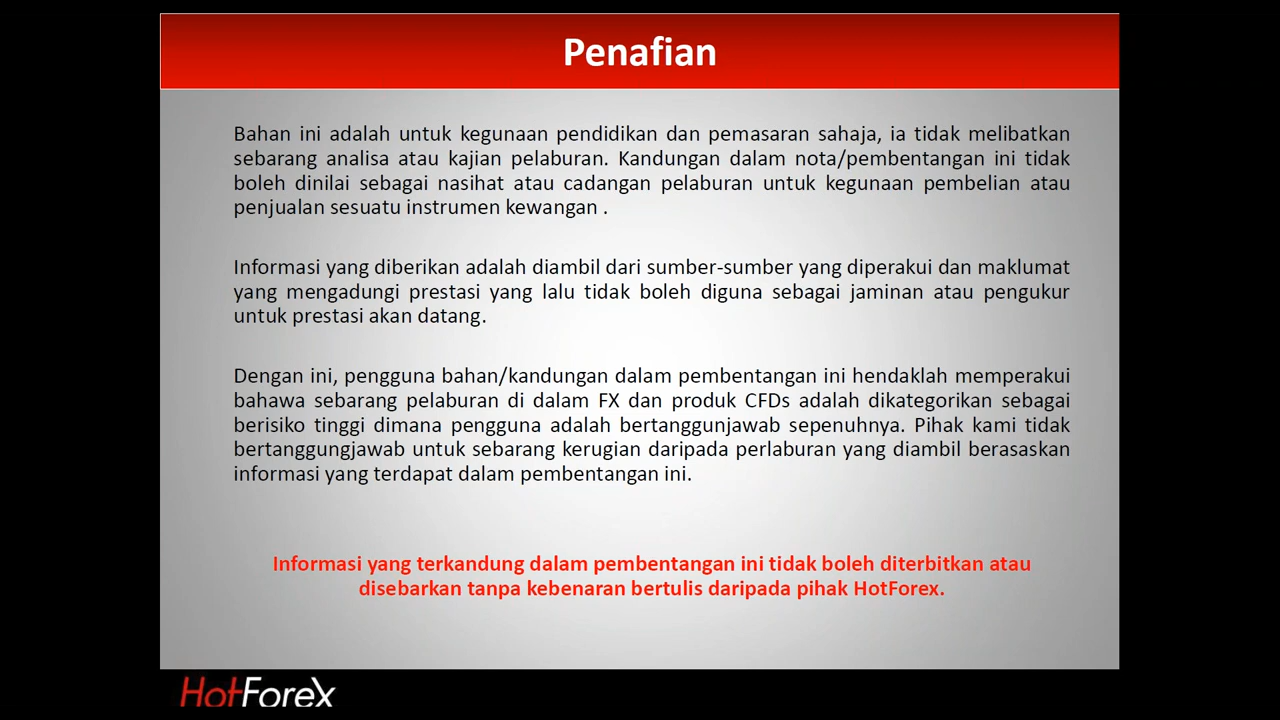 Penafian
Bahan ini adalah untuk kegunaan pendidikan dan pemasaran sahaja, ia tidak melibatkan
sebarang analisa atau kajian pelaburan. Kandungan dalam nota/pembentangan ini tidak
boleh dinilai sebagai nasihat atau cadangan pelaburan untuk kegunaan pembelian atau
penjualan sesuatu instrumen kewangan .
Informasi yang diberikan adalah diambil dari sumber-sumber yang diperakui dan maklumat
yang mengadungi prestasi yang lalu tidak boleh diguna sebagai jaminan atau pengukur
untuk prestasi akan datang.
Dengan ini, pengguna bahan/kandungan dalam pembentangan ini hendaklah memperakui
bahawa sebarang pelaburan di dalam FX dan produk CFDs adalah dikategorikan sebagai
berisiko tinggi dimana pengguna adalah bertanggunjawab sepenuhnya. Pihak kami tidak
bertanggungjawab untuk sebarang kerugian daripada perlaburan yang diambil berasaskan
informasi yang terdapat dalam pembentangan ini.
Informasi yang terkandung dalam pembentangan ini tidak boleh diterbitkan atau
disebarkan tanpa kebenaran bertulis daripada pihak HotForex.
HotForex